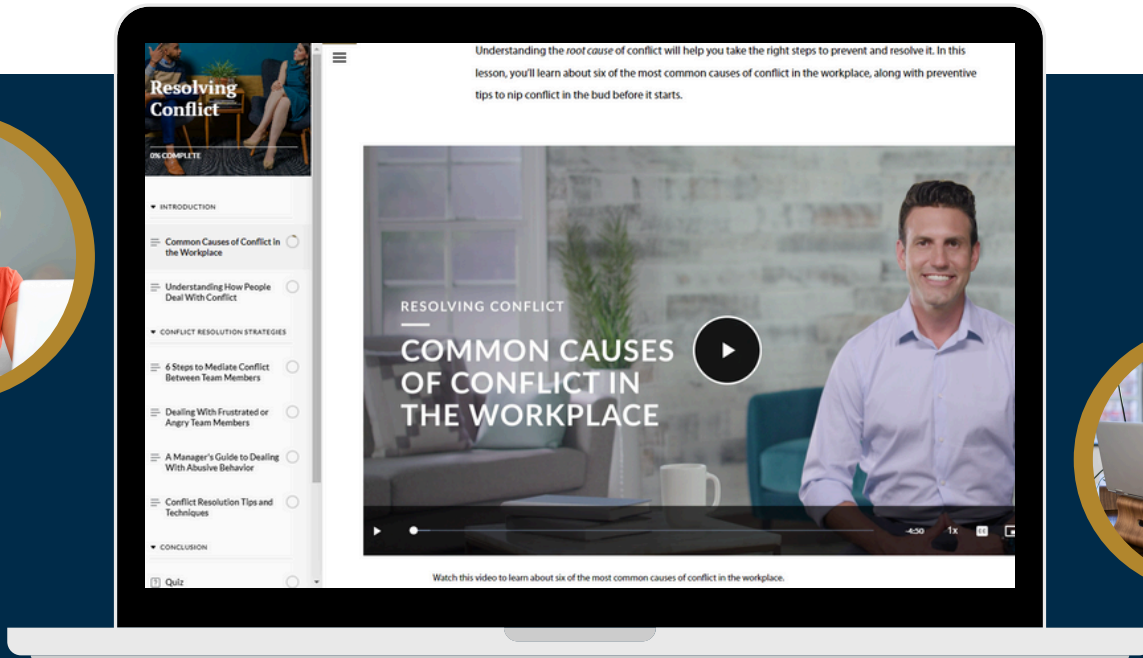 Resolving
Conflict
0% COMPLETE
INTRODUCTION
Common Causes of Conflict in
the Workplace
Understanding How People
Deal With Conflict
CONFLICT RESOLUTION STRATEGIES
6 Steps to Mediate Conflict
Between Team Members
Dealing With Frustrated or
Angry Team Members
A Manager's Guide to Dealing
With Abusive Behavior
Conflict Resolution Tips and
Techniques
CONCLUSION
? Quiz
Understanding the root cause of conflict will help you take the right steps to prevent and resolve it. In this
lesson, you'll learn about six of the most common causes of conflict in the workplace, along with preventive
tips to nip conflict in the bud before it starts.
RESOLVING CONFLICT
COMMON CAUSES
OF CONFLICT IN
THE WORKPLACE
-4:50 1x CC
Watch this video to learn about six of the most common causes of conflict in the workplace.